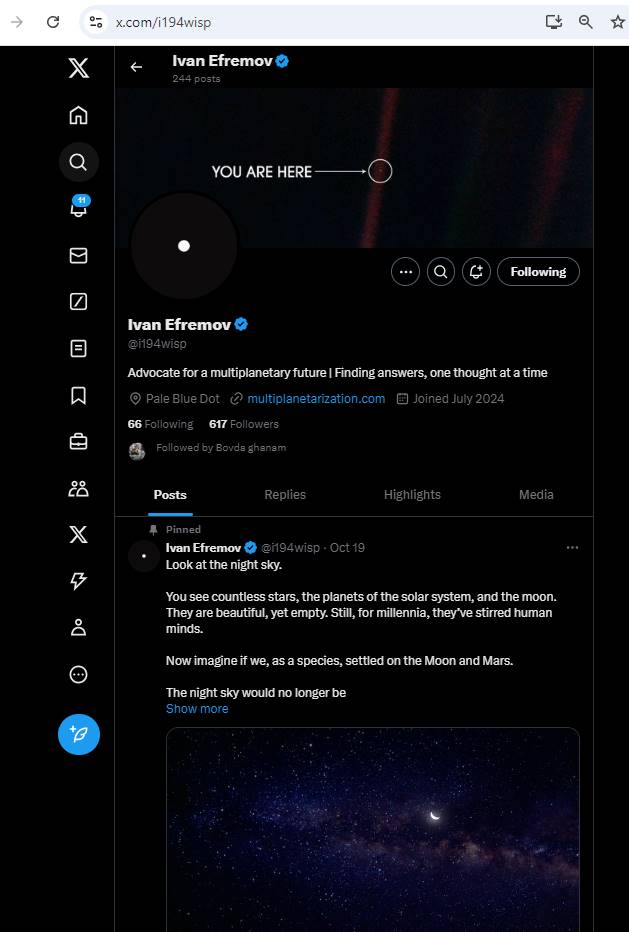 x.com/i194wisp
Ivan Efremov
244 posts
YOU ARE HERE
11
Following
Ivan Efremov
@i194wisp
Advocate for a multiplanetary future | Finding answers, one thought at a time
Pale Blue Dot multiplanetarization.com Joined July 2024
66 Following 617 Followers
Followed by Bovda ghanam
Posts Replies Highlights Media
Pinned
Ivan Efremov @i194wisp · Oct 19
Look at the night sky.
You see countless stars, the planets of the solar system, and the moon.
They are beautiful, yet empty. Still, for millennia, they've stirred human
minds.
Now imagine if we, as a species, settled on the Moon and Mars.
The night sky would no longer be
Show more